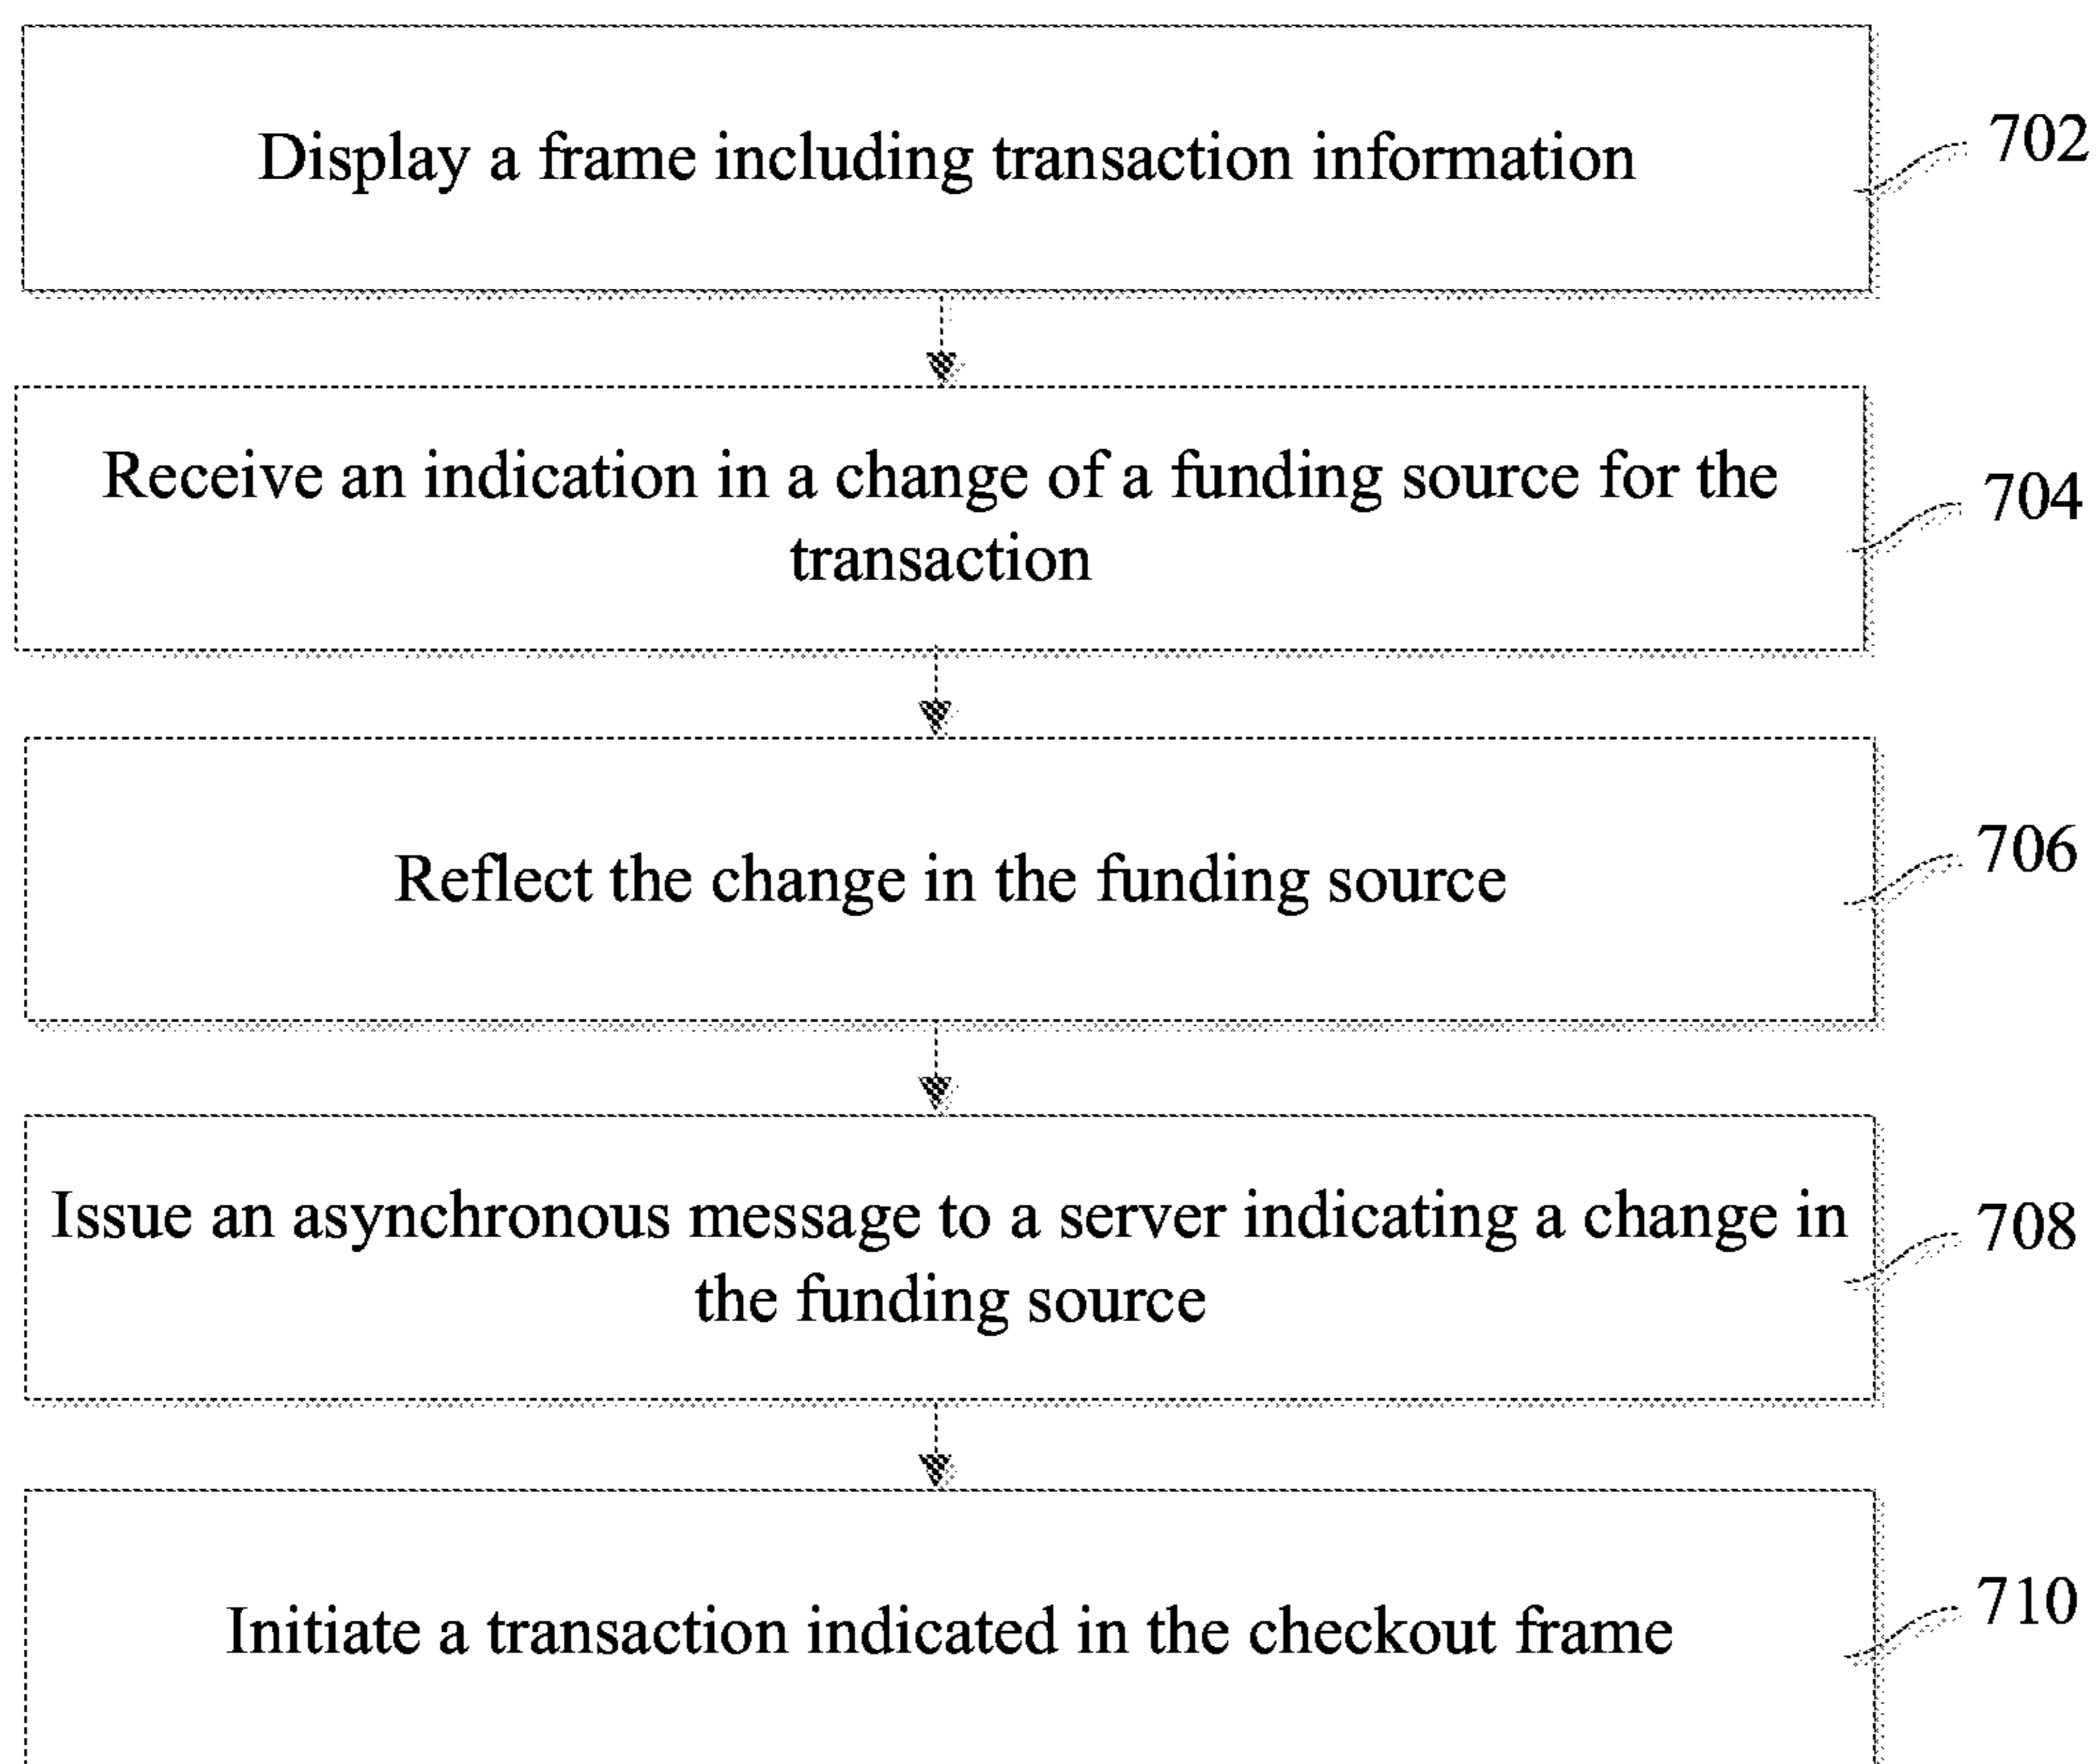 Display a frame including transaction information
702
Receive an indication in a change of a funding source for the
transaction
704
Reflect the change in the funding source
706
Issue an asynchronous message to a server indicating a change in
the funding source
708
Initiate a transaction indicated in the checkout frame
710